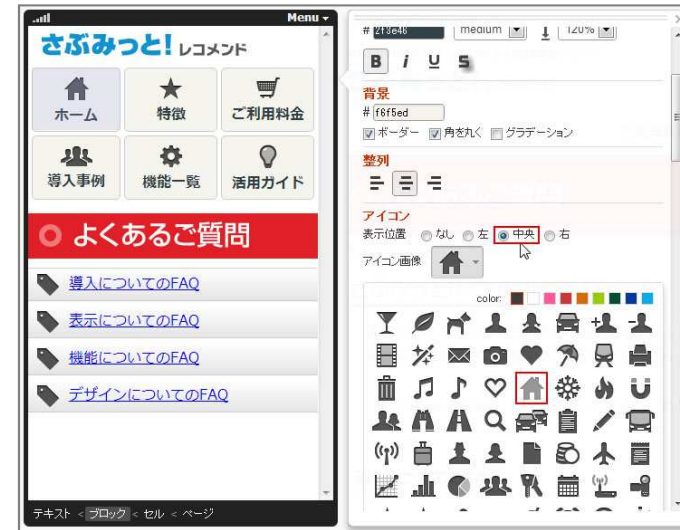 Menu
さぶみっと! レコメンド
ホーム 特徴 ご利用料金
導入事例 機能一覧 活用ガイド
よくあるご質問
導入についてのFAQ
表示についてのFAQ
機能についてのFAQ
デザインについてのFAQ
テキスト < ブロック < セル < ページ
# 2f3e46 medium 120%
B i U S
背景
# f6f5ed
ボーダー 角を丸く グラデーション
整列
アイコン
表示位置 なし 左 中央 右
アイコン画像
color: